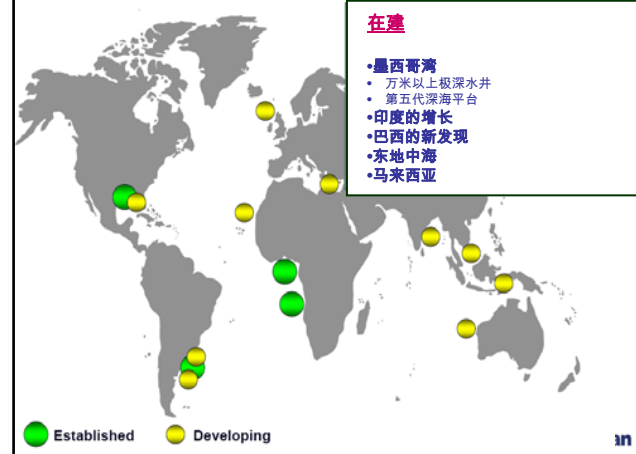 在建
•墨西哥湾
• 万米以上极深水井
• 第五代深海平台
•印度的增长
•巴西的新发现
•东地中海
•马来西亚
Established
Developing
an